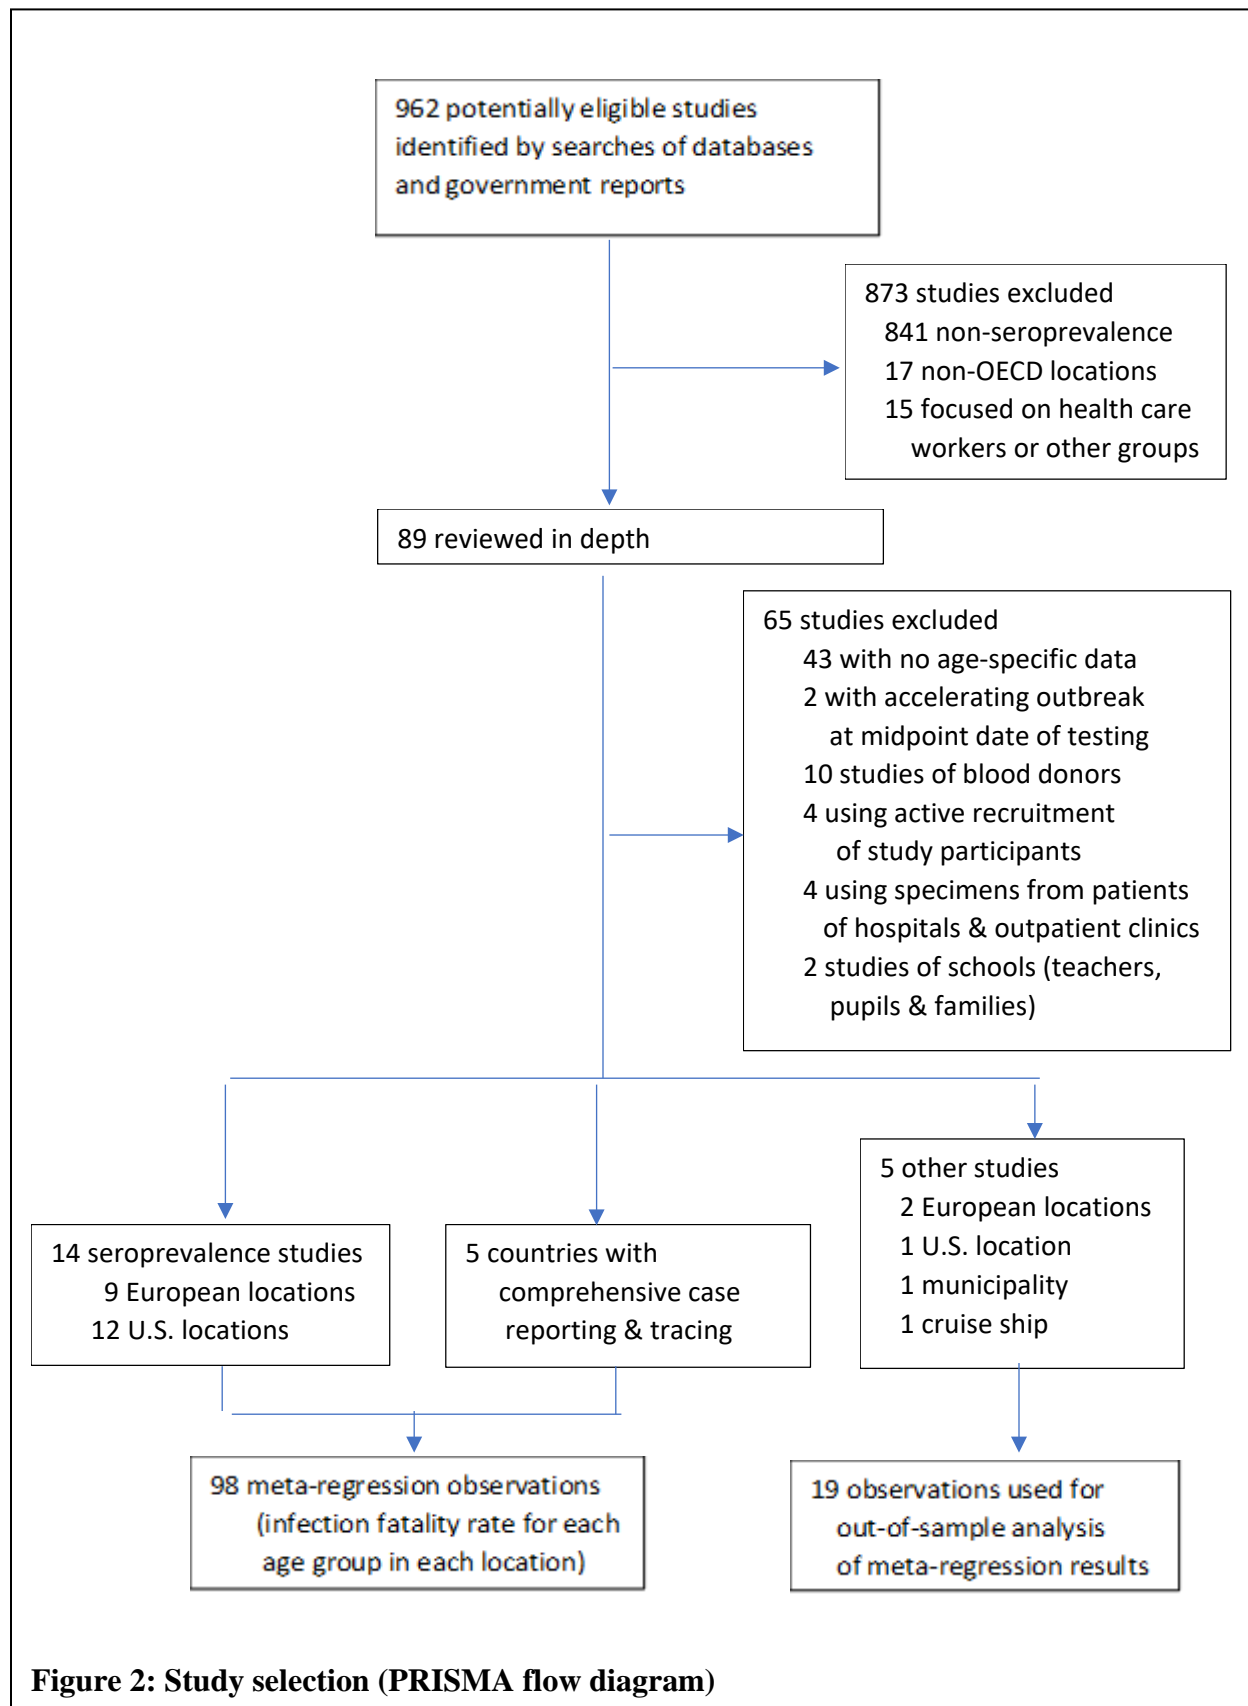 962 potentially eligible studies
identified by searches of databases
and government reports
873 studies excluded
841 non-seroprevalence
17 non-OECD locations
15 focused on health care
workers or other groups
89 reviewed in depth
65 studies excluded
43 with no age-specific data
2 with accelerating outbreak
at midpoint date of testing
10 studies of blood donors
4 using active recruitment
of study participants
4 using specimens from patients
of hospitals & outpatient clinics
2 studies of schools (teachers,
pupils & families)
14 seroprevalence studies
9 European locations
12 U.S. locations
5 countries with
comprehensive case
reporting & tracing
5 other studies
2 European locations
1 U.S. location
1 municipality
1 cruise ship
98 meta-regression observations
(infection fatality rate for each
age group in each location)
19 observations used for
out-of-sample analysis
of meta-regression results
Figure 2: Study selection (PRISMA flow diagram)